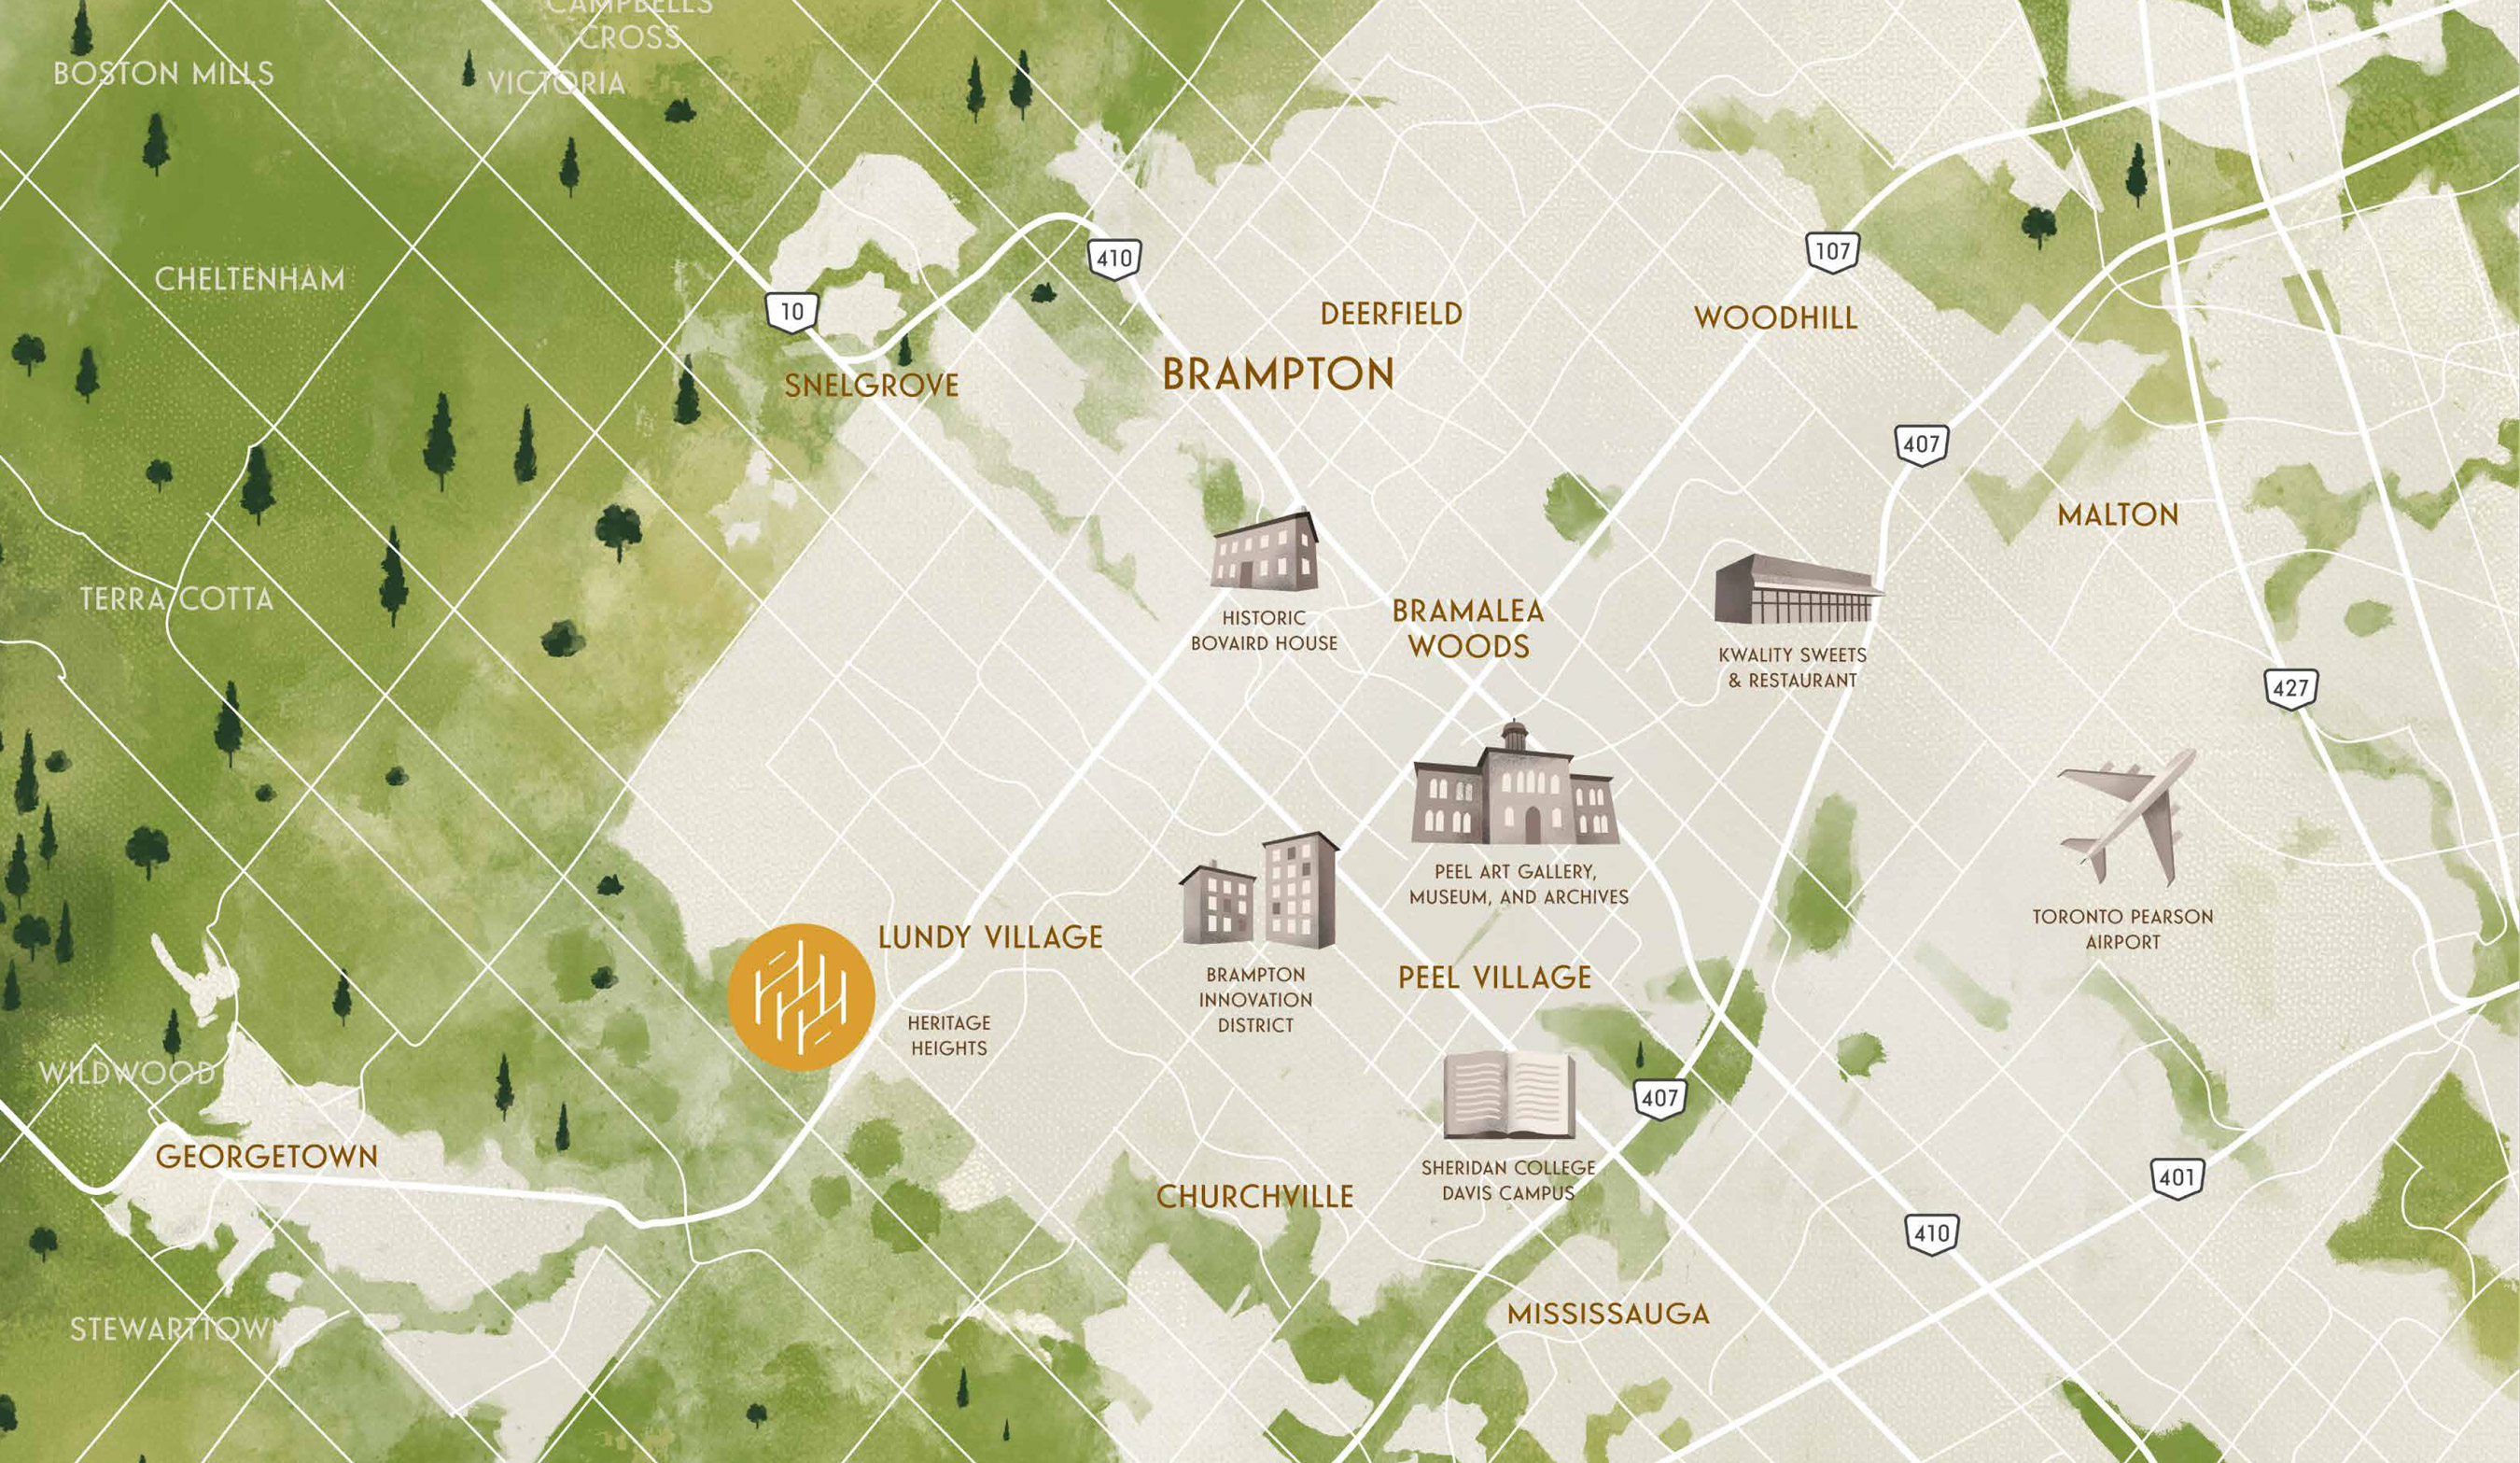 CAMPBELLS
CROSS
BOSTON MILLS
VICTORIA
CHELTENHAM
410
107
10
DEERFIELD
WOODHILL
BRAMPTON
SNELGROVE
407
MALTON
TERRA COTTA
HISTORIC
BOVAIRD HOUSE
BRAMALEA
WOODS
KWALITY SWEETS
& RESTAURANT
427
PEEL ART GALLERY,
MUSEUM, AND ARCHIVES
TORONTO PEARSON
AIRPORT
LUNDY VILLAGE
HERITAGE
HEIGHTS
BRAMPTON
INNOVATION
DISTRICT
PEEL VILLAGE
WILDWOOD
407
GEORGETOWN
SHERIDAN COLLEGE
DAVIS CAMPUS
CHURCHVILLE
401
410
MISSISSAUGA
STEWARTTOWN